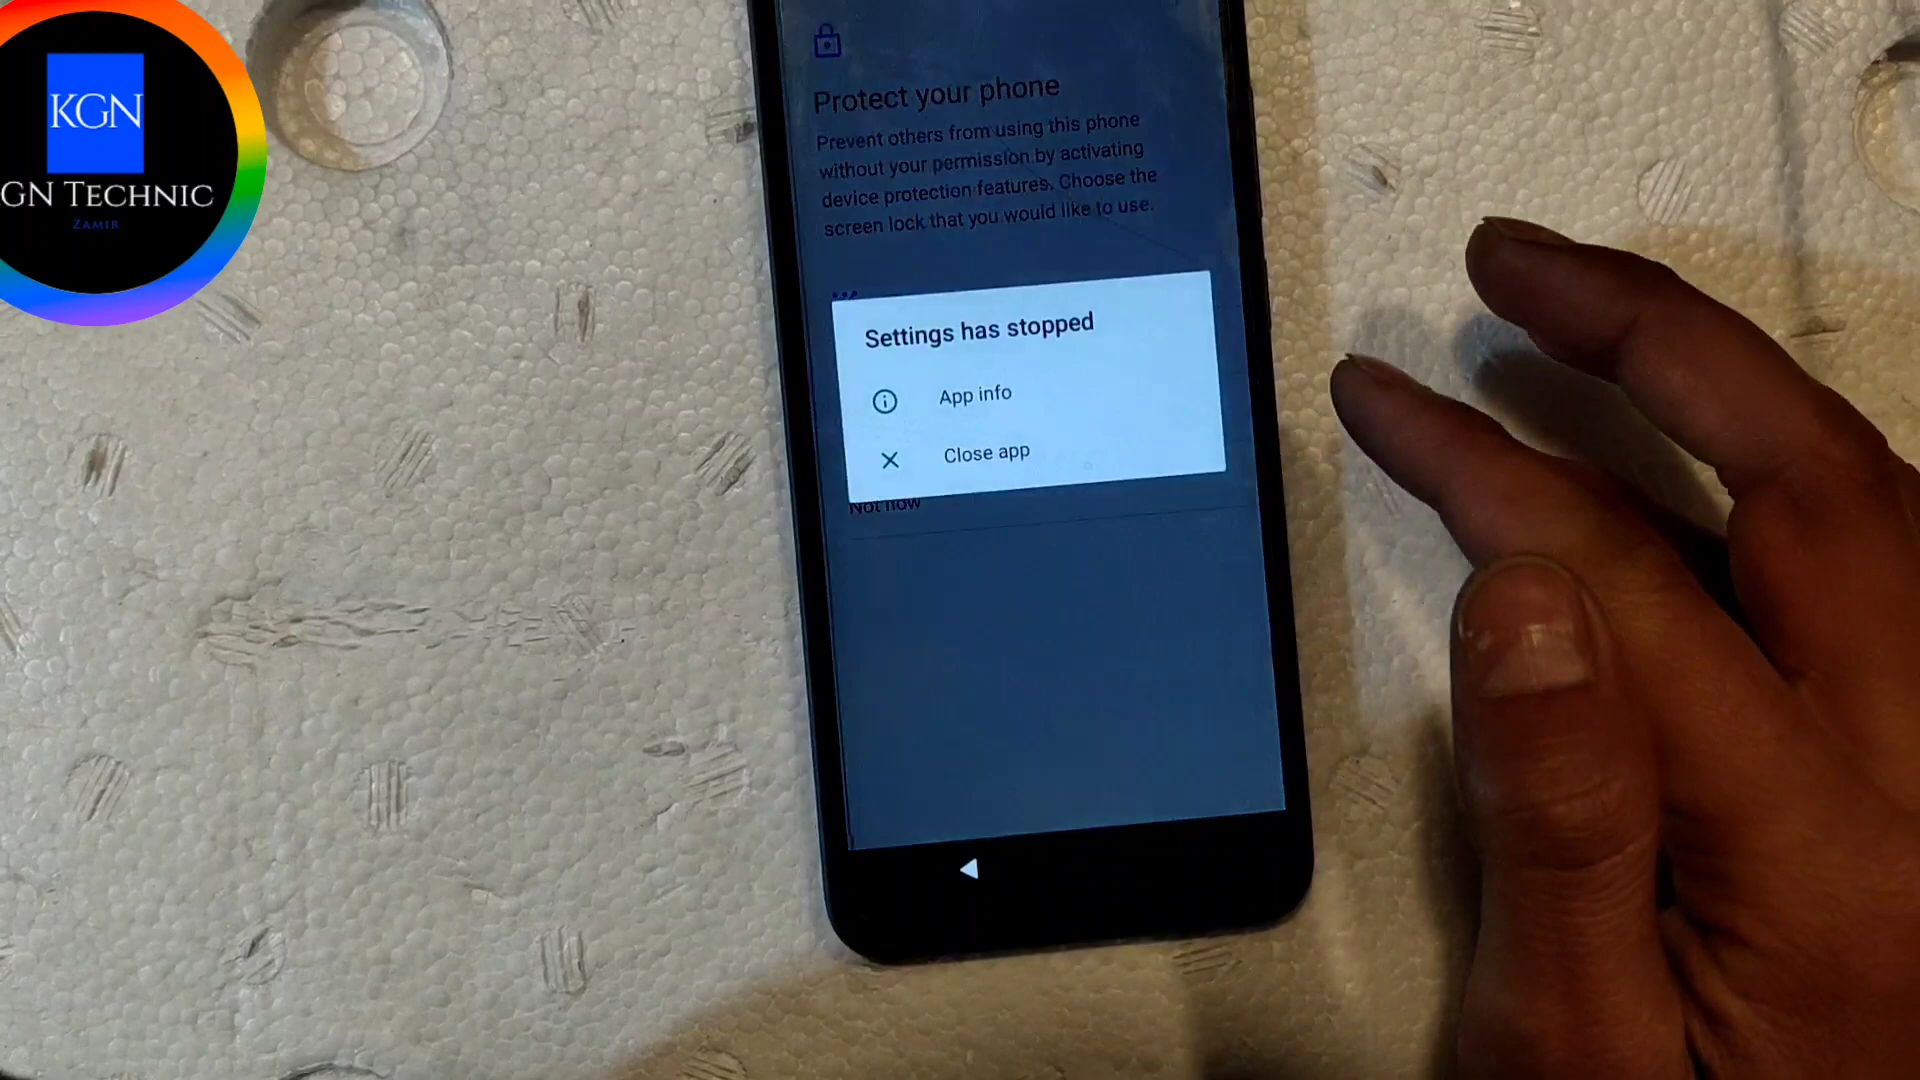 KGN
GN TECHNIC
ZAMIR
Protect your phone
Prevent others from using this phone
without your permission by activating
device protection features. Choose the
screen lock that you would like to use.
Settings has stopped
App info
Close app
Not now